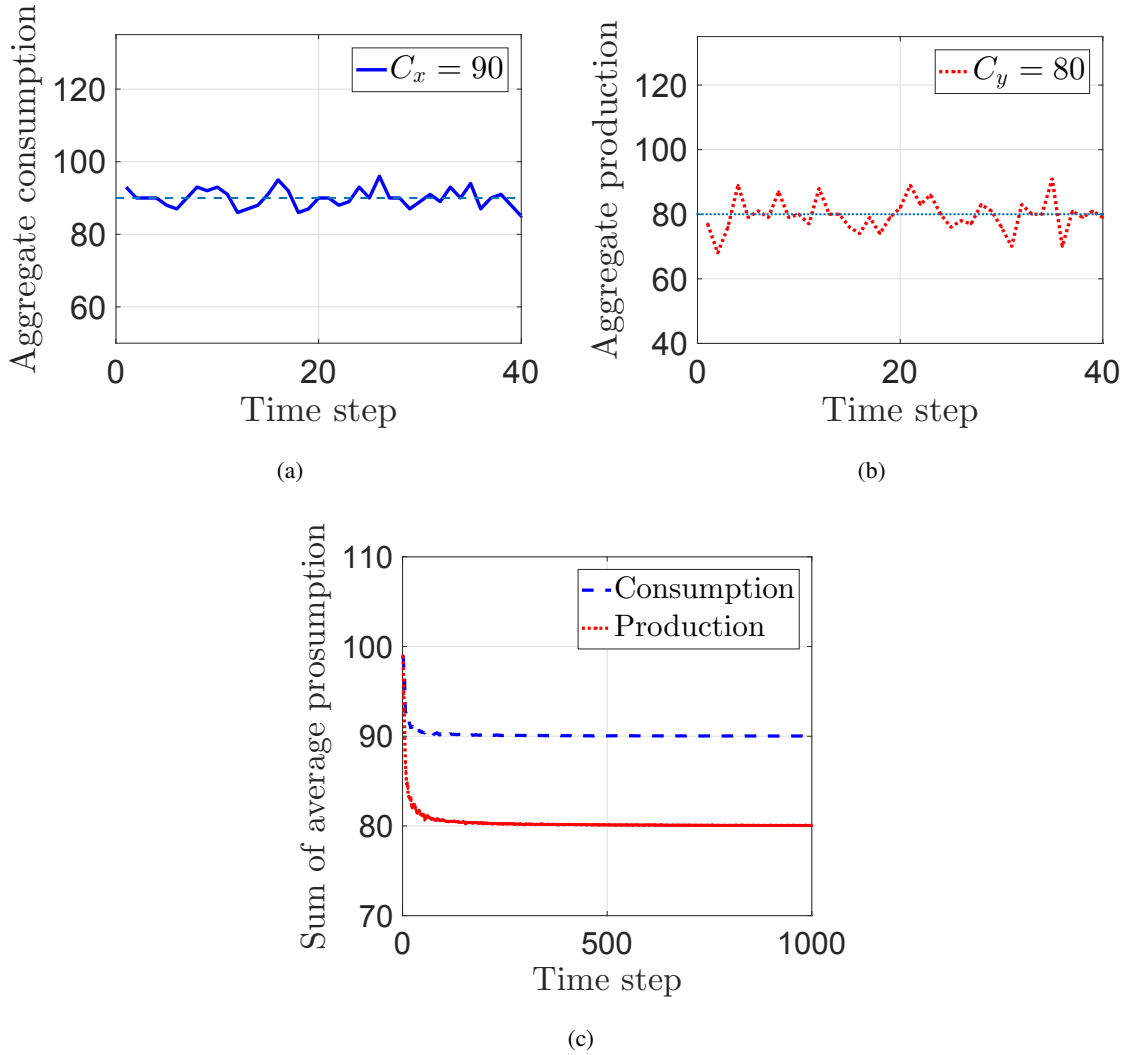 Aggregate consumption
120
100
80
60
C_x = 90
0
20
40
Time step
(a)
Aggregate production
120
100
80
60
40
C_y = 80
0
20
40
Time step
(b)
Sum of average prosumption
110
100
90
80
70
Consumption
Production
0
500
1000
Time step
(c)